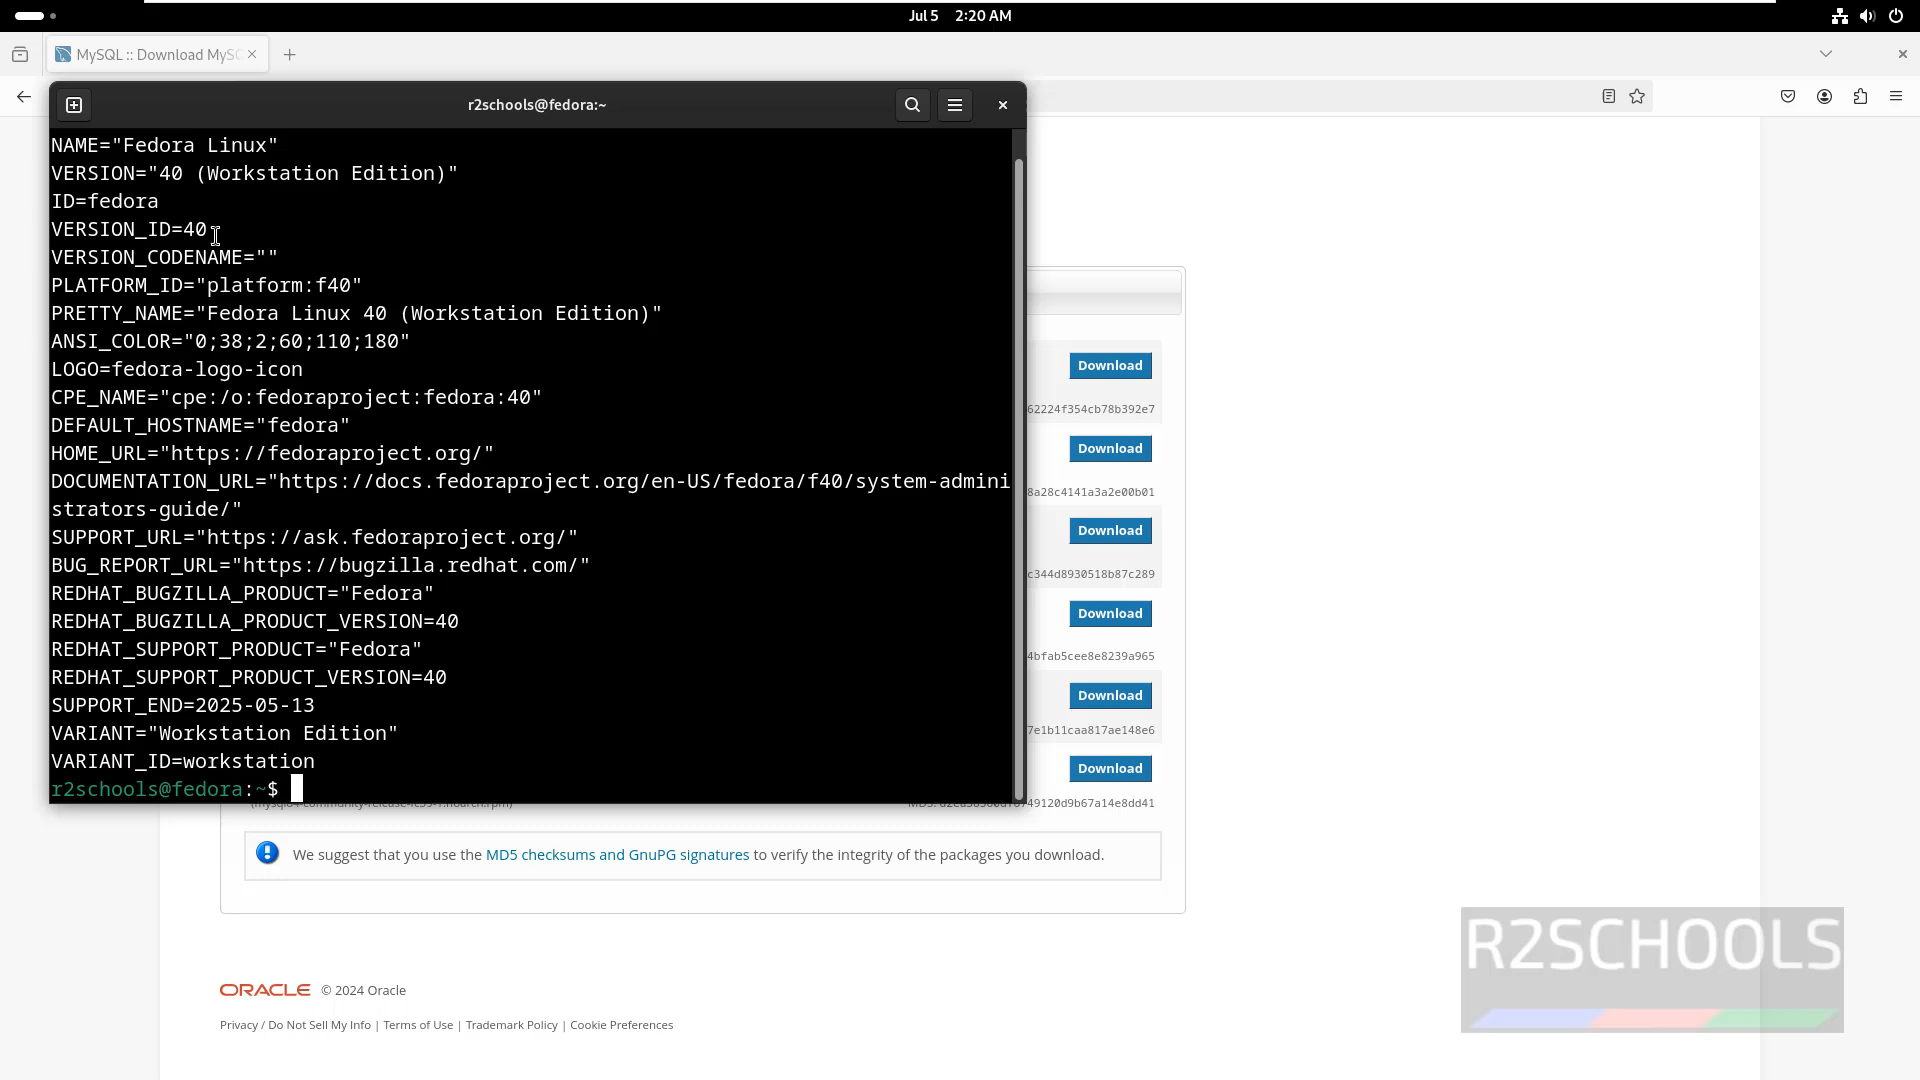 Jul 5 2:20 AM
MySQL :: Download MyS
r2schools@fedora:~
NAME="Fedora Linux"
VERSION="40 (Workstation Edition)"
ID=fedora
VERSION_ID=40
VERSION_CODENAME=""
PLATFORM_ID="platform:f40"
PRETTY_NAME="Fedora Linux 40 (Workstation Edition)"
ANSI_COLOR="0;38;2;60;110;180"
LOGO=fedora-logo-icon
CPE_NAME="cpe:/o:fedoraproject:fedora:40"
DEFAULT_HOSTNAME="fedora"
HOME_URL="https://fedoraproject.org/"
DOCUMENTATION_URL="https://docs.fedoraproject.org/en-US/fedora/f40/system-admini
strators-guide/"
SUPPORT_URL="https://ask.fedoraproject.org/"
BUG_REPORT_URL="https://bugzilla.redhat.com/"
REDHAT_BUGZILLA_PRODUCT="Fedora"
REDHAT_BUGZILLA_PRODUCT_VERSION=40
REDHAT_SUPPORT_PRODUCT="Fedora"
REDHAT_SUPPORT_PRODUCT_VERSION=40
SUPPORT_END=2025-05-13
VARIANT="Workstation Edition"
VARIANT_ID=workstation
r2schools@fedora:~$
Download
62224f354cb78b392e7
Download
8a28c4141a3a2e00b01
Download
c344d8930518b87c289
Download
4bfab5cee8e8239a965
Download
7e1b11caa817ae148e6
Download
749120d9b67a14e8dd41
We suggest that you use the MD5 checksums and GnuPG signatures to verify the integrity of the packages you download.
R2SCHOOLS
ORACLE © 2024 Oracle
Privacy / Do Not Sell My Info | Terms of Use | Trademark Policy | Cookie Preferences